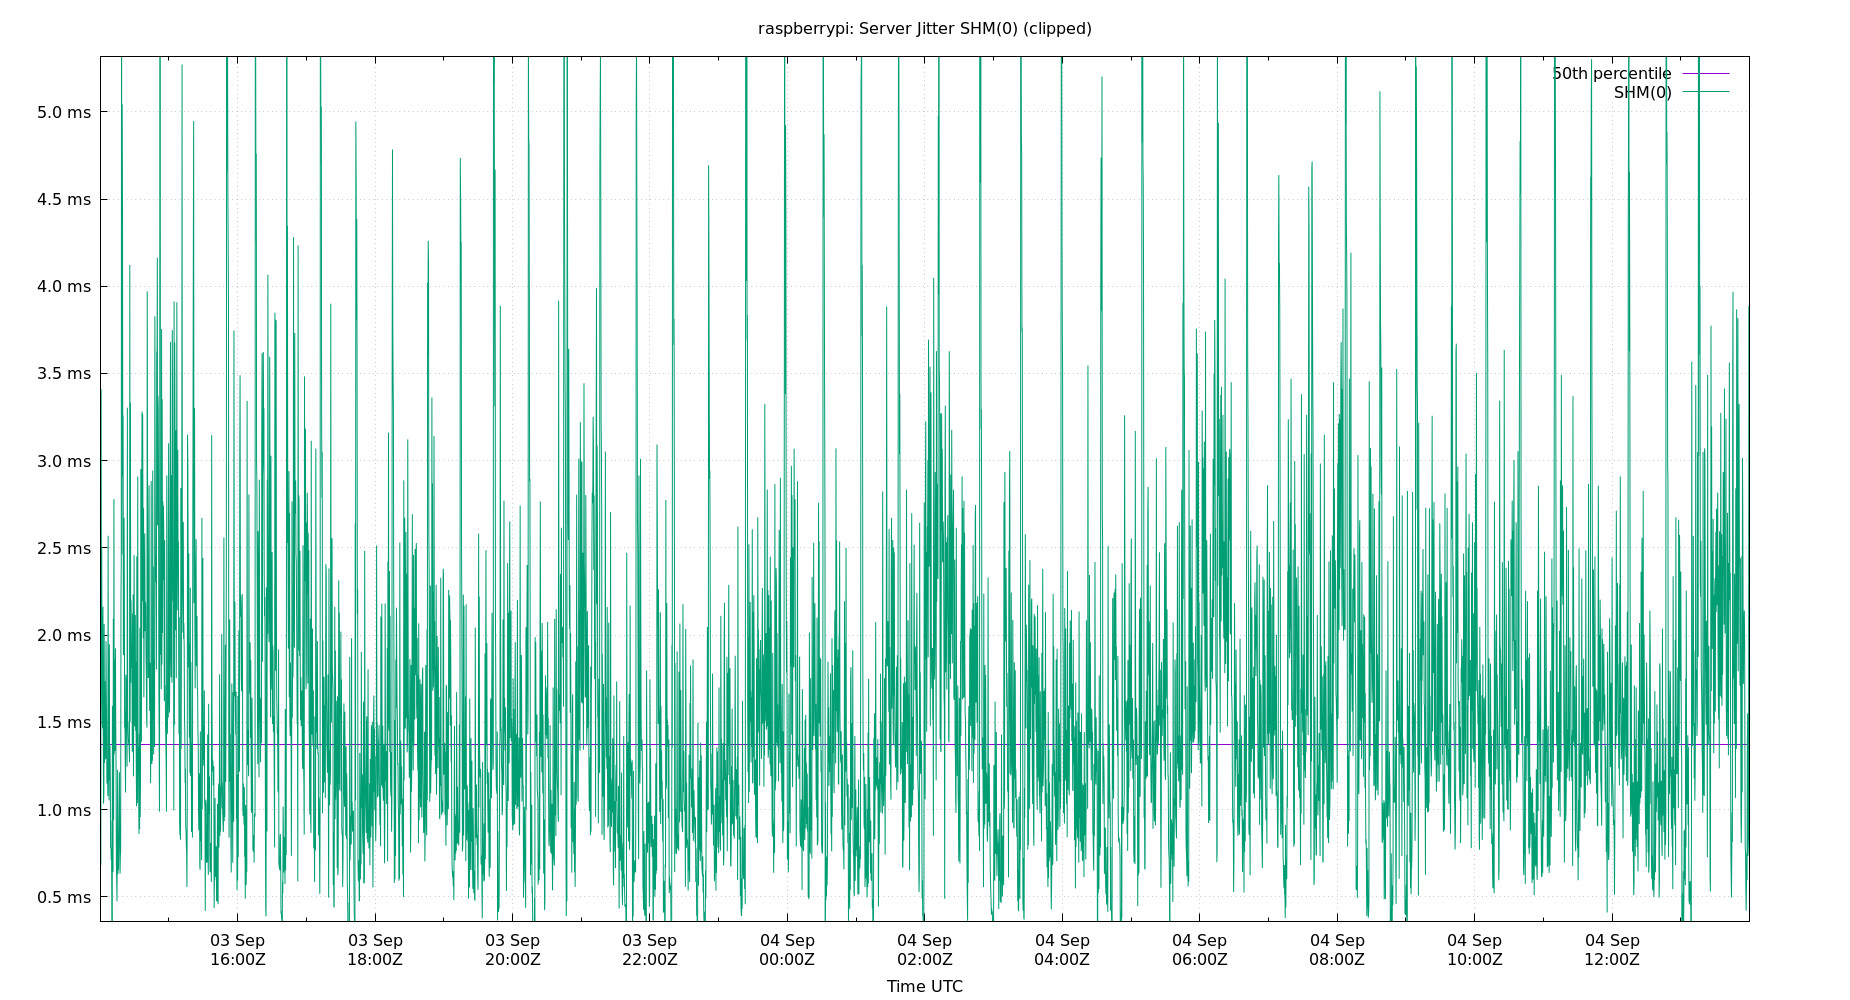 raspberrypi: Server Jitter SHM(0) (clipped)
50th percentile
SHM(0)
5.0 ms
4.5 ms
4.0 ms
3.5 ms
3.0 ms
2.5 ms
2.0 ms
1.5 ms
1.0 ms
0.5 ms
03 Sep 03 Sep 03 Sep 03 Sep 04 Sep 04 Sep 04 Sep 04 Sep 04 Sep 04 Sep 04 Sep
16:00Z 18:00Z 20:00Z 22:00Z 00:00Z 02:00Z 04:00Z 06:00Z 08:00Z 10:00Z 12:00Z
Time UTC